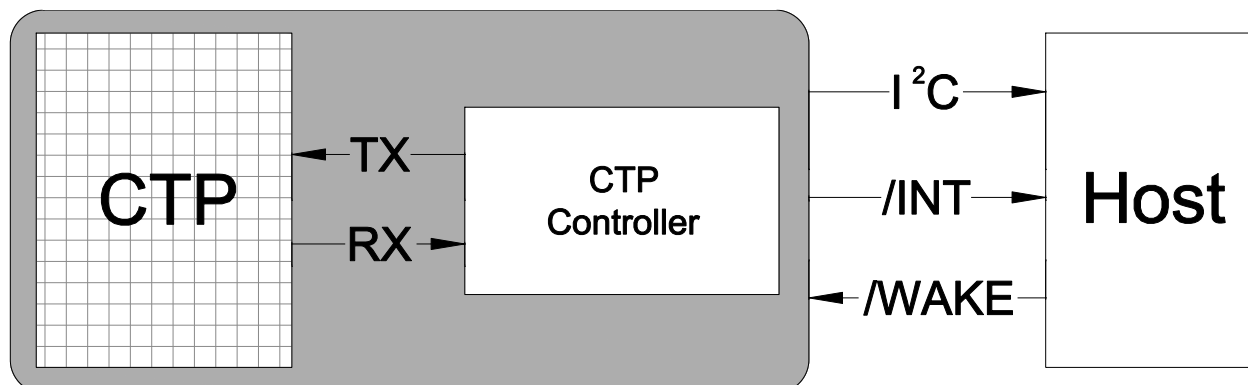 CTP
TX
RX
CTP
Controller
I²C
/INT
/WAKE
Host